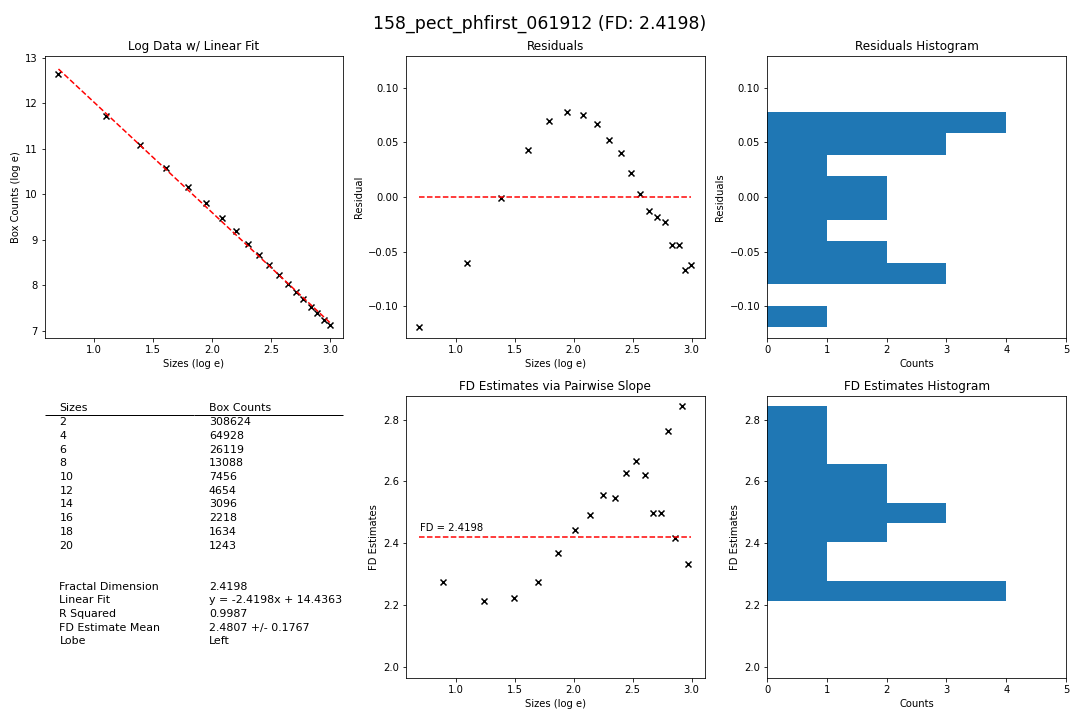 158_pect_phfirst_061912 (FD: 2.4198)
Log Data w/ Linear Fit
Box Counts (log e)
13
12
11
10
9
8
7
1.0 1.5 2.0 2.5 3.0
Sizes (log e)
Residuals
Residual
0.10
0.05
0.00
−0.05
−0.10
1.0 1.5 2.0 2.5 3.0
Sizes (log e)
Residuals Histogram
Residuals
0.10
0.05
0.00
−0.05
−0.10
0 1 2 3 4 5
Counts
Sizes Box Counts
2 308624
4 64928
6 26119
8 13088
10 7456
12 4654
14 3096
16 2218
18 1634
20 1243
Fractal Dimension 2.4198
Linear Fit y = -2.4198x + 14.4363
R Squared 0.9987
FD Estimate Mean 2.4807 +/- 0.1767
Lobe Left
FD Estimates via Pairwise Slope
FD Estimates
2.8
2.6
2.4
2.2
2.0
FD = 2.4198
1.0 1.5 2.0 2.5 3.0
Sizes (log e)
FD Estimates Histogram
FD Estimates
2.8
2.6
2.4
2.2
2.0
0 1 2 3 4 5
Counts